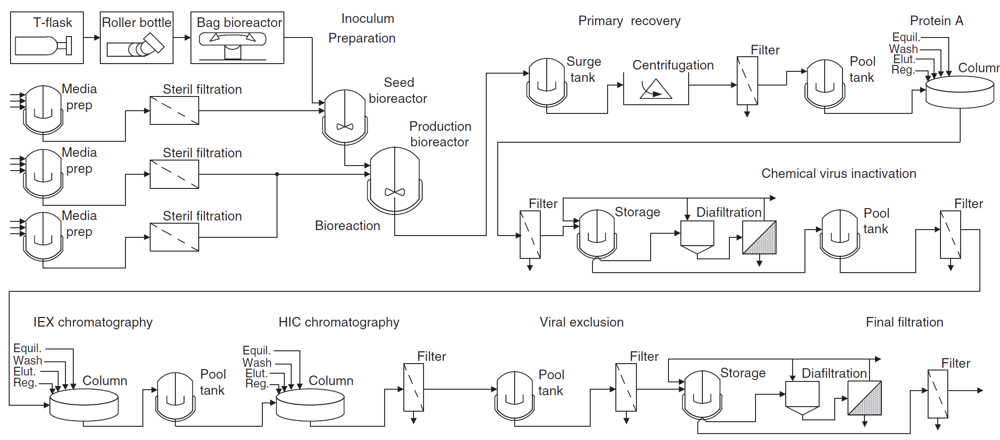 T-flask
Roller bottle
Bag bioreactor
Inoculum
Preparation
Media
prep
Steril filtration
Seed
bioreactor
Media
prep
Steril filtration
Production
bioreactor
Media
prep
Steril filtration
Bioreaction
Primary recovery
Surge
tank
Centrifugation
Filter
Pool
tank
Protein A
Equil.
Wash
Elut.
Reg.
Column
Chemical virus inactivation
Filter
Storage
Diafiltration
Pool
tank
Filter
IEX chromatography
Equil.
Wash
Elut.
Reg.
Column
Pool
tank
HIC chromatography
Equil.
Wash
Elut.
Reg.
Column
Filter
Viral exclusion
Pool
tank
Filter
Storage
Diafiltration
Final filtration
Filter